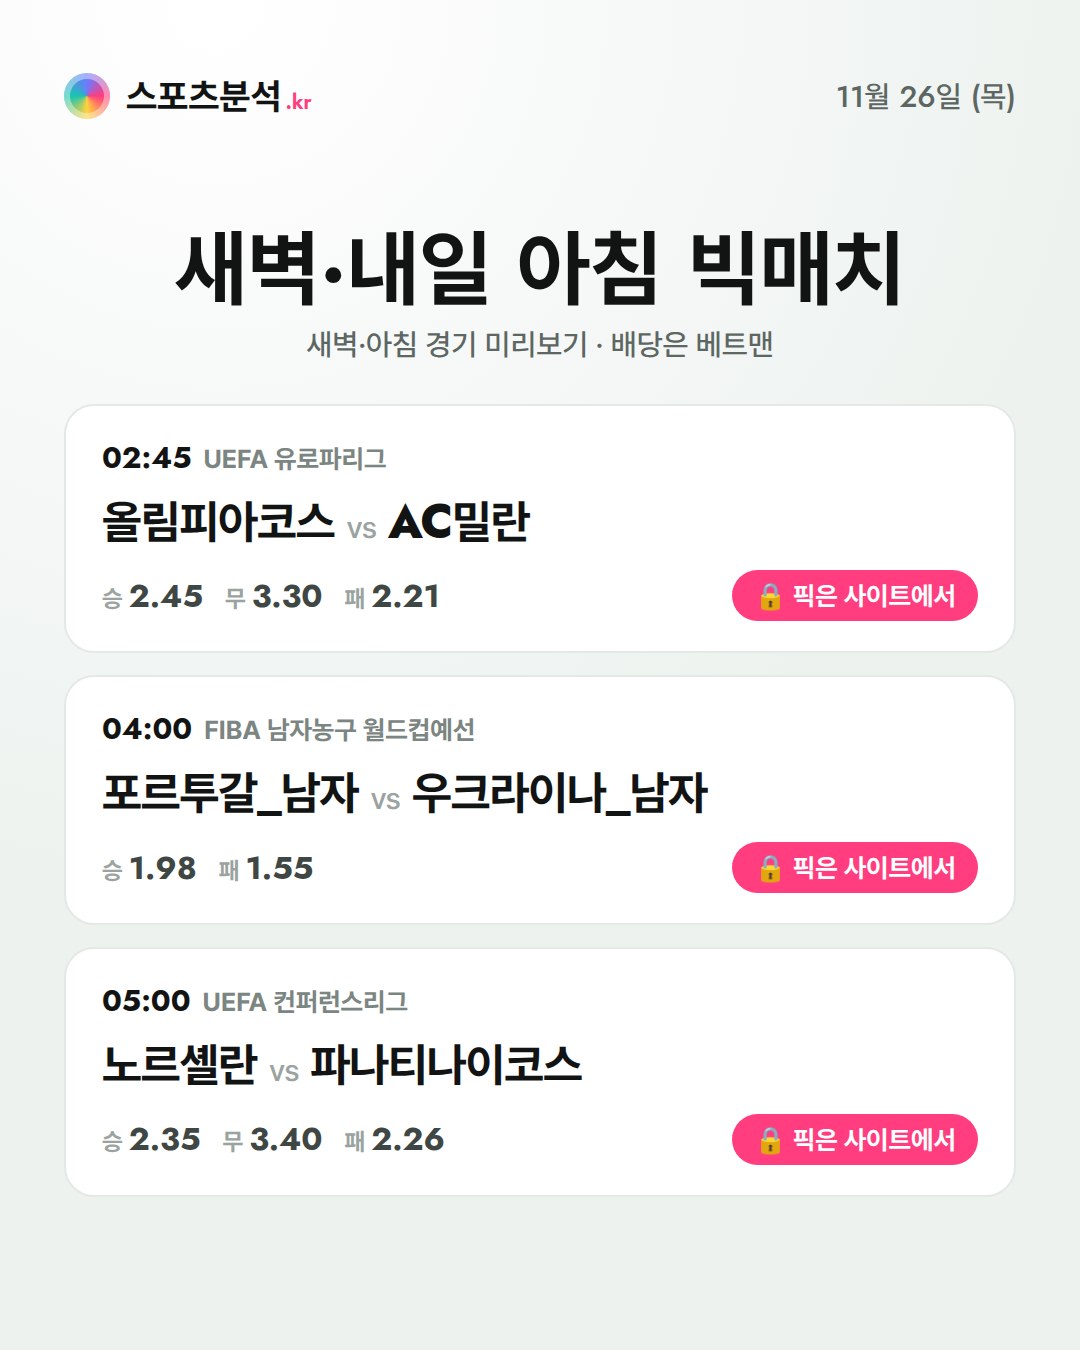 스포츠분석.kr
11월 26일 (목)
새벽·내일 아침 빅매치
새벽·아침 경기 미리보기 · 배당은 베트맨
02:45 UEFA 유로파리그
올림피아코스 vs AC밀란
승 2.45 무 3.30 패 2.21
🔒 픽은 사이트에서
04:00 FIBA 남자농구 월드컵예선
포르투갈_남자 vs 우크라이나_남자
승 1.98 패 1.55
🔒 픽은 사이트에서
05:00 UEFA 컨퍼런스리그
노르셸란 vs 파나티나이코스
승 2.35 무 3.40 패 2.26
🔒 픽은 사이트에서